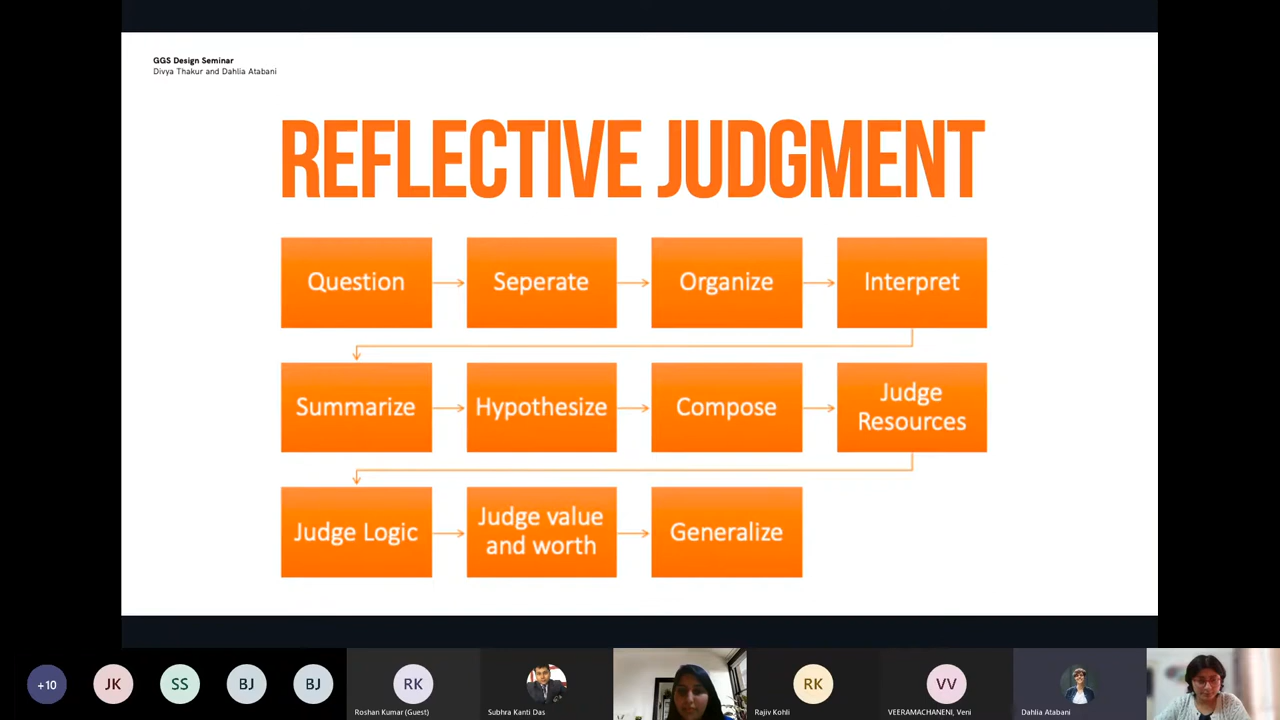 GGS Design Seminar
Divya Thakur and Dahlia Atabani
REFLECTIVE JUDGMENT
Question
Seperate
Organize
Interpret
Summarize
Hypothesize
Compose
Judge
Resources
Judge Logic
Judge value
and worth
Generalize
+10
JK
SS
BJ
BJ
RK
RK
VV
Roshan Kumar (Guest)
Subhra Kanti Das
Rajiv Kohli
VEERAMACHANENI, Veni
Dahlia Atabani